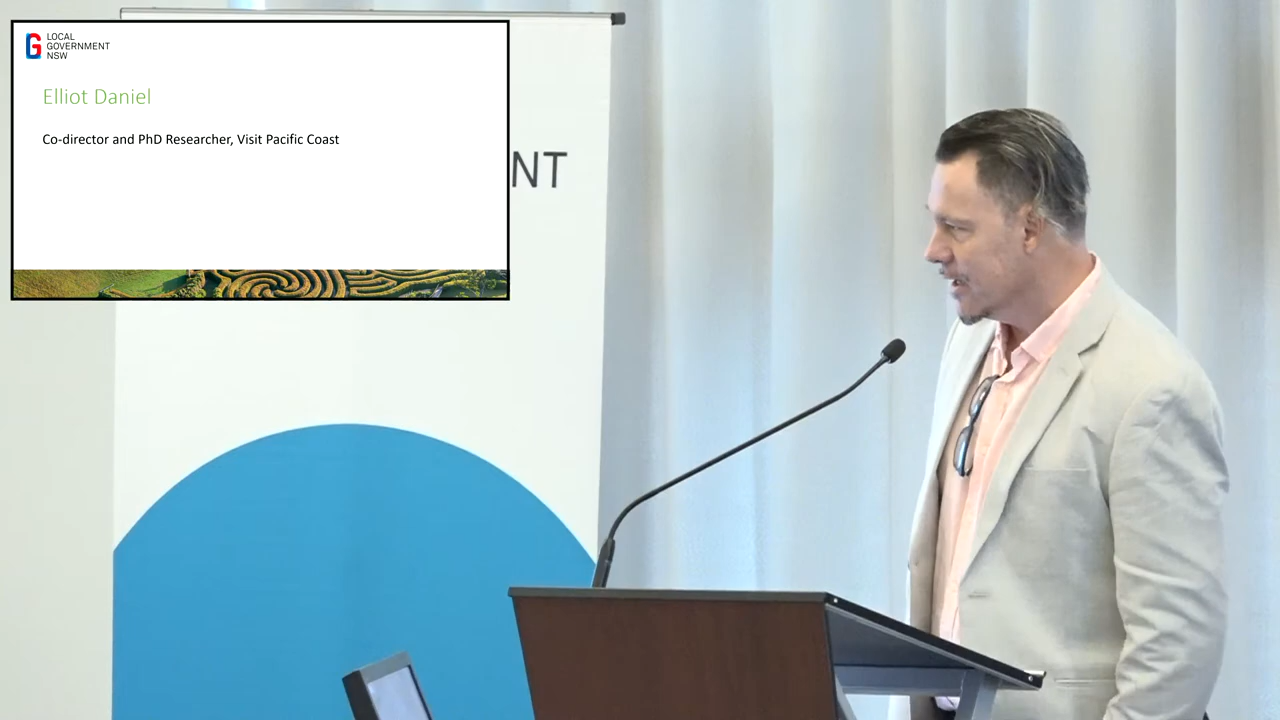 LOCAL
GOVERNMENT
NSW
Elliot Daniel
Co-director and PhD Researcher, Visit Pacific Coast
NT